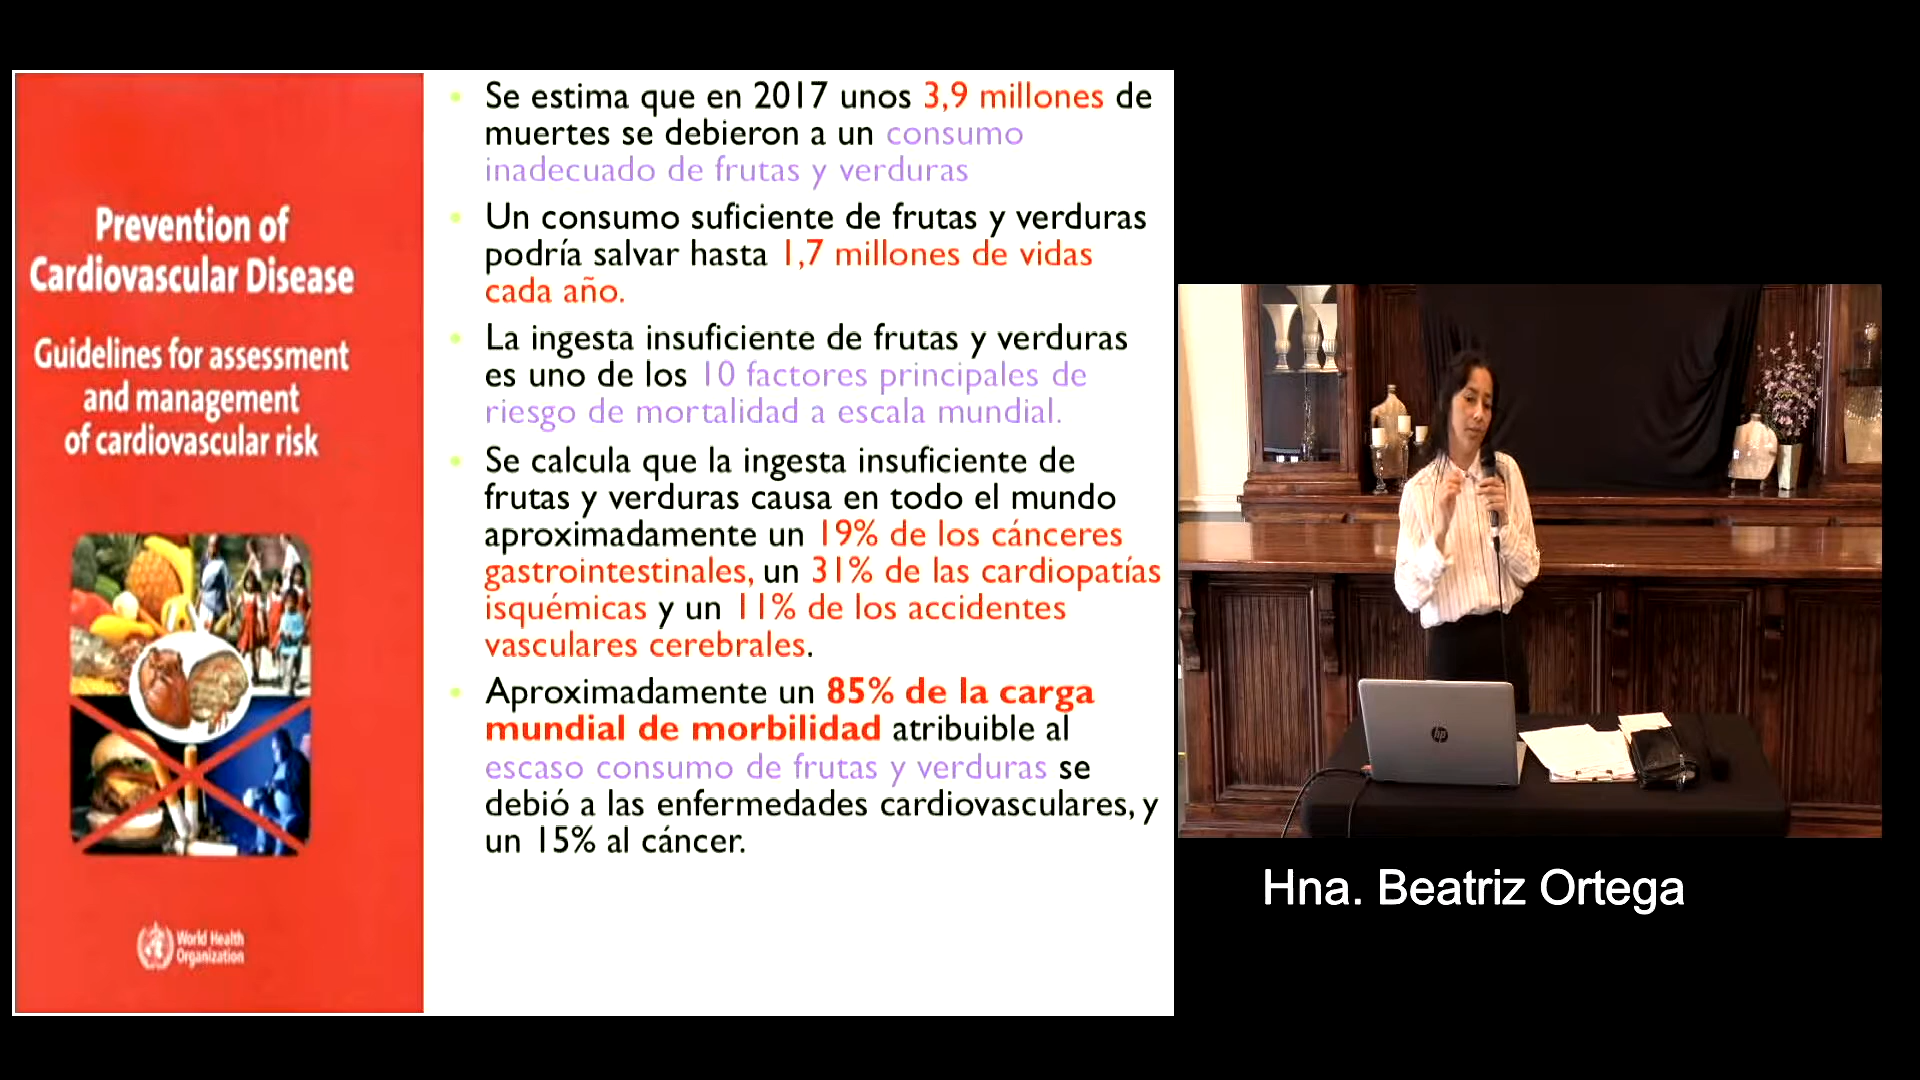 Prevention of
Cardiovascular Disease
Guidelines for assessment
and management
of cardiovascular risk
World Health
Organization
• Se estima que en 2017 unos 3,9 millones de
muertes se debieron a un consumo
inadecuado de frutas y verduras
• Un consumo suficiente de frutas y verduras
podría salvar hasta 1,7 millones de vidas
cada año.
• La ingesta insuficiente de frutas y verduras
es uno de los 10 factores principales de
riesgo de mortalidad a escala mundial.
• Se calcula que la ingesta insuficiente de
frutas y verduras causa en todo el mundo
aproximadamente un 19% de los cánceres
gastrointestinales, un 31% de las cardiopatías
isquémicas y un 11% de los accidentes
vasculares cerebrales.
• Aproximadamente un 85% de la carga
mundial de morbilidad atribuible al
escaso consumo de frutas y verduras se
debió a las enfermedades cardiovasculares, y
un 15% al cáncer.
hp
Hna. Beatriz Ortega